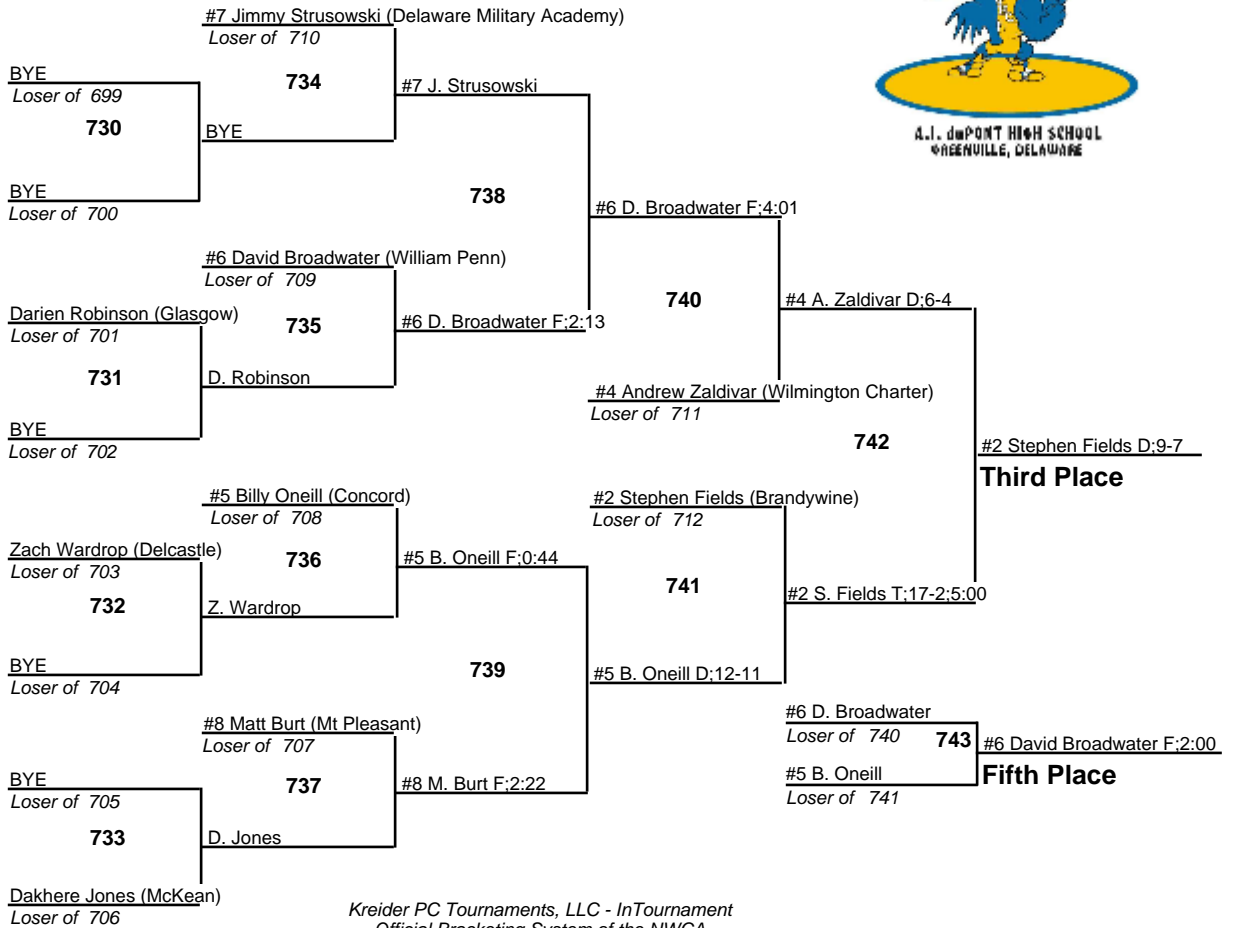 #7 Jimmy Strusowski (Delaware Military Academy)
Loser of 710
BYE
Loser of 699
734
#7 J. Strusowski
730
BYE
A.I. duPONT HIGH SCHOOL
GREENVILLE, DELAWARE
BYE
Loser of 700
738
#6 D. Broadwater F;4:01
#6 David Broadwater (William Penn)
Loser of 709
Darien Robinson (Glasgow)
Loser of 701
735
#6 D. Broadwater F;2:13
740
#4 A. Zaldivar D;6-4
731
D. Robinson
#4 Andrew Zaldivar (Wilmington Charter)
Loser of 711
BYE
Loser of 702
742
#2 Stephen Fields D;9-7
Third Place
#5 Billy Oneill (Concord)
Loser of 708
#2 Stephen Fields (Brandywine)
Loser of 712
Zach Wardrop (Delcastle)
Loser of 703
736
#5 B. Oneill F;0:44
732
Z. Wardrop
741
#2 S. Fields T;17-2;5:00
BYE
Loser of 704
739
#5 B. Oneill D;12-11
#8 Matt Burt (Mt Pleasant)
Loser of 707
#6 D. Broadwater
Loser of 740
743
#6 David Broadwater F;2:00
Fifth Place
BYE
Loser of 705
737
#8 M. Burt F;2:22
#5 B. Oneill
Loser of 741
733
D. Jones
Dakhere Jones (McKean)
Loser of 706
Kreider PC Tournaments, LLC - InTournament
Official Bracketing System of the NWCA